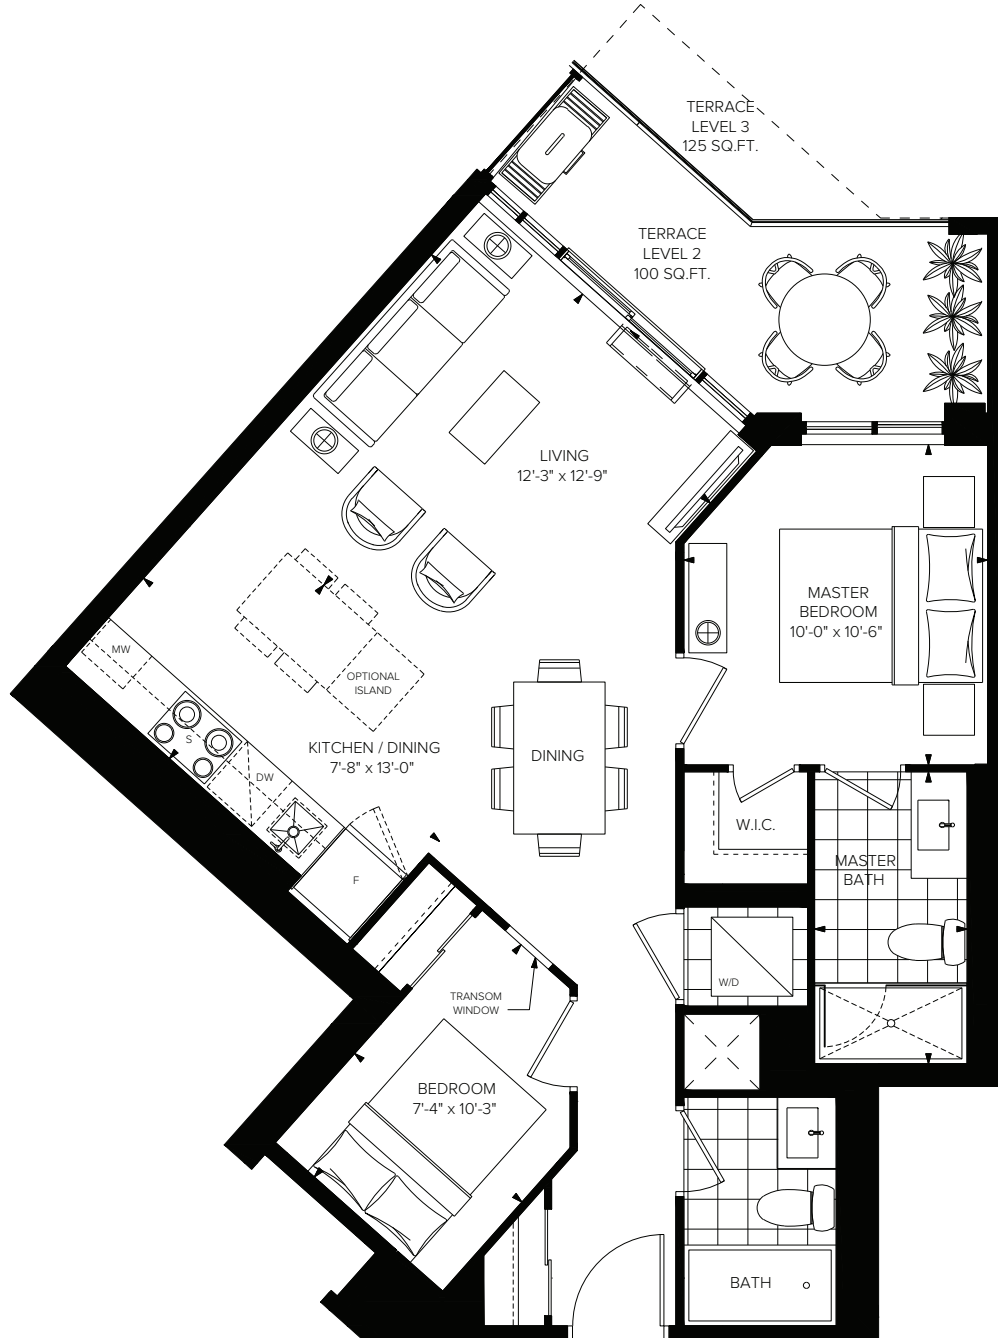 TERRACE
LEVEL 3
125 SQ.FT.
TERRACE
LEVEL 2
100 SQ.FT.
LIVING
12'-3" x 12'-9"
MASTER
BEDROOM
10'-0" x 10'-6"
MW
OPTIONAL
ISLAND
S
KITCHEN / DINING
7'-8" x 13'-0"
DINING
DW
W.I.C.
MASTER
BATH
F
W/D
TRANSOM
WINDOW
BEDROOM
7'-4" x 10'-3"
BATH